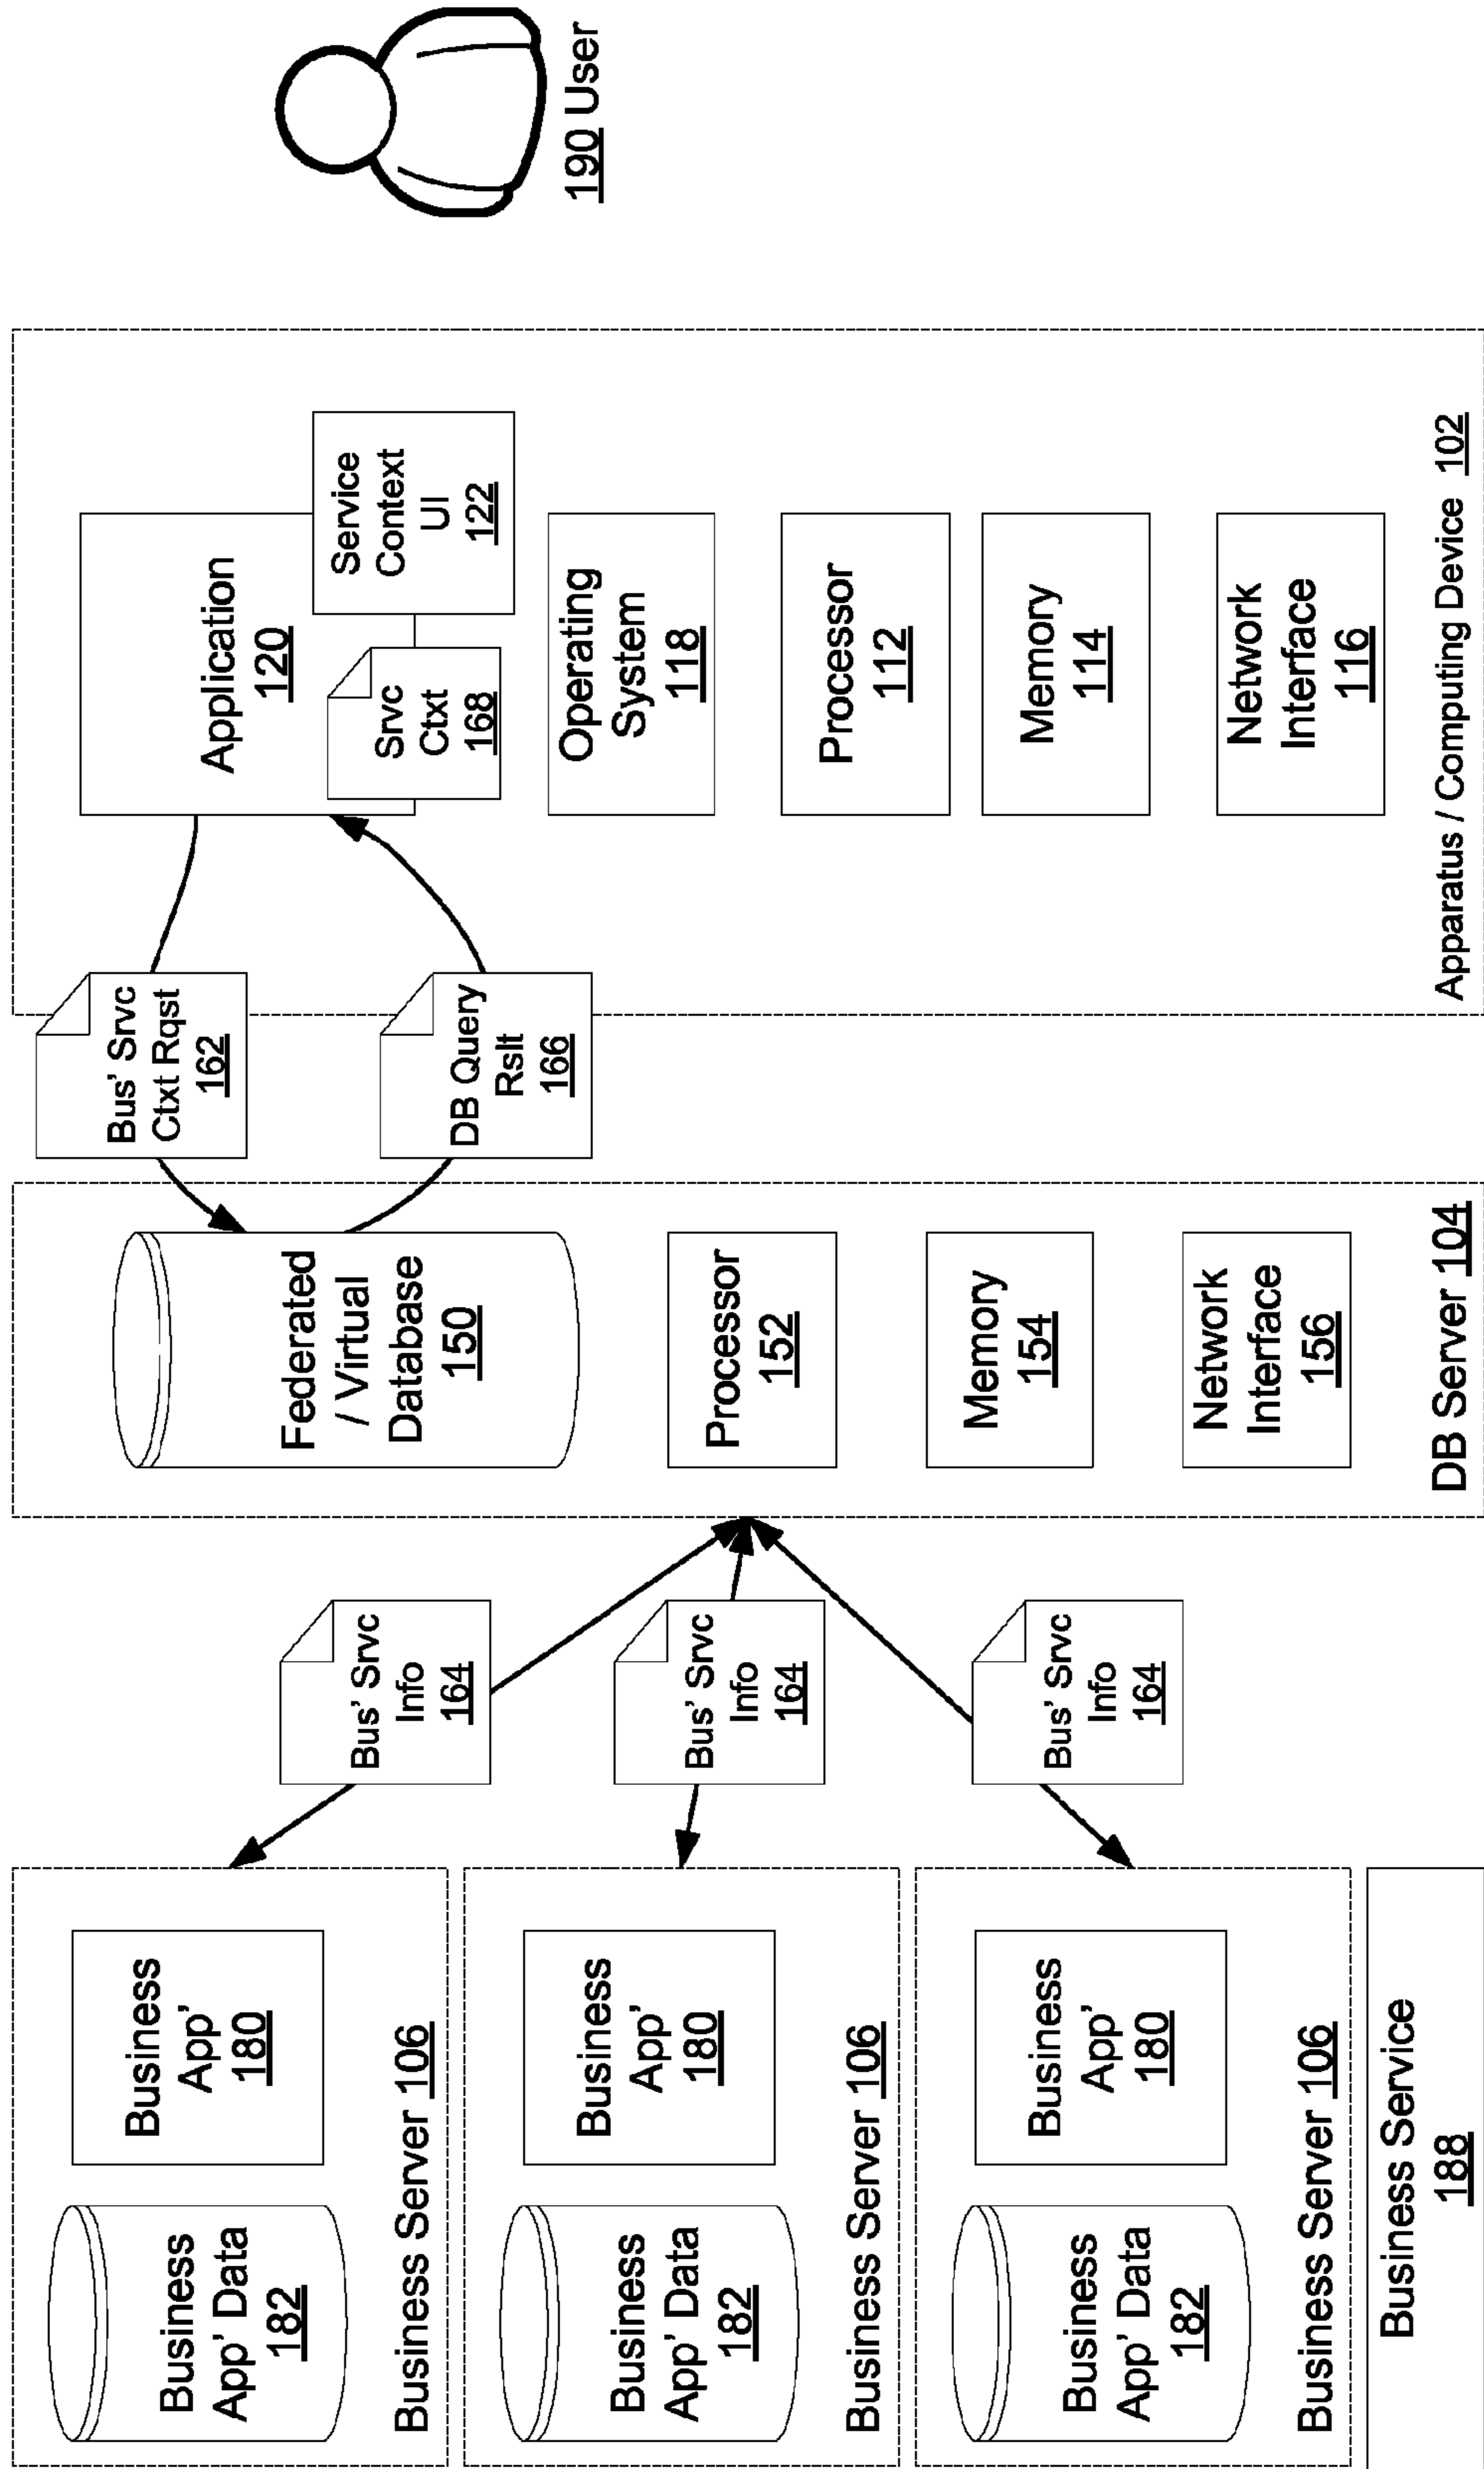 Business
App' Data
182
Business
App'
180
Business Server 106
Business
App' Data
182
Business
App'
180
Business Server 106
Business
App' Data
182
Business
App'
180
Business Server 106
Business Service
188
Bus' Srvc
Info
164
Bus' Srvc
Info
164
Bus' Srvc
Info
164
Federated
/ Virtual
Database
150
Processor
152
Memory
154
Network
Interface
156
DB Server 104
Bus' Srvc
Ctxt Rqst
162
DB Query
Rslt
166
Application
120
Srvc
Ctxt
168
Service
Context
UI
122
Operating
System
118
Processor
112
Memory
114
Network
Interface
116
Apparatus / Computing Device 102
190 User